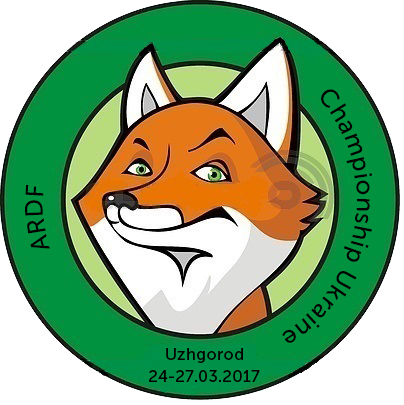 ARDF
Championship Ukraine
Uzhgorod
24-27.03.2017